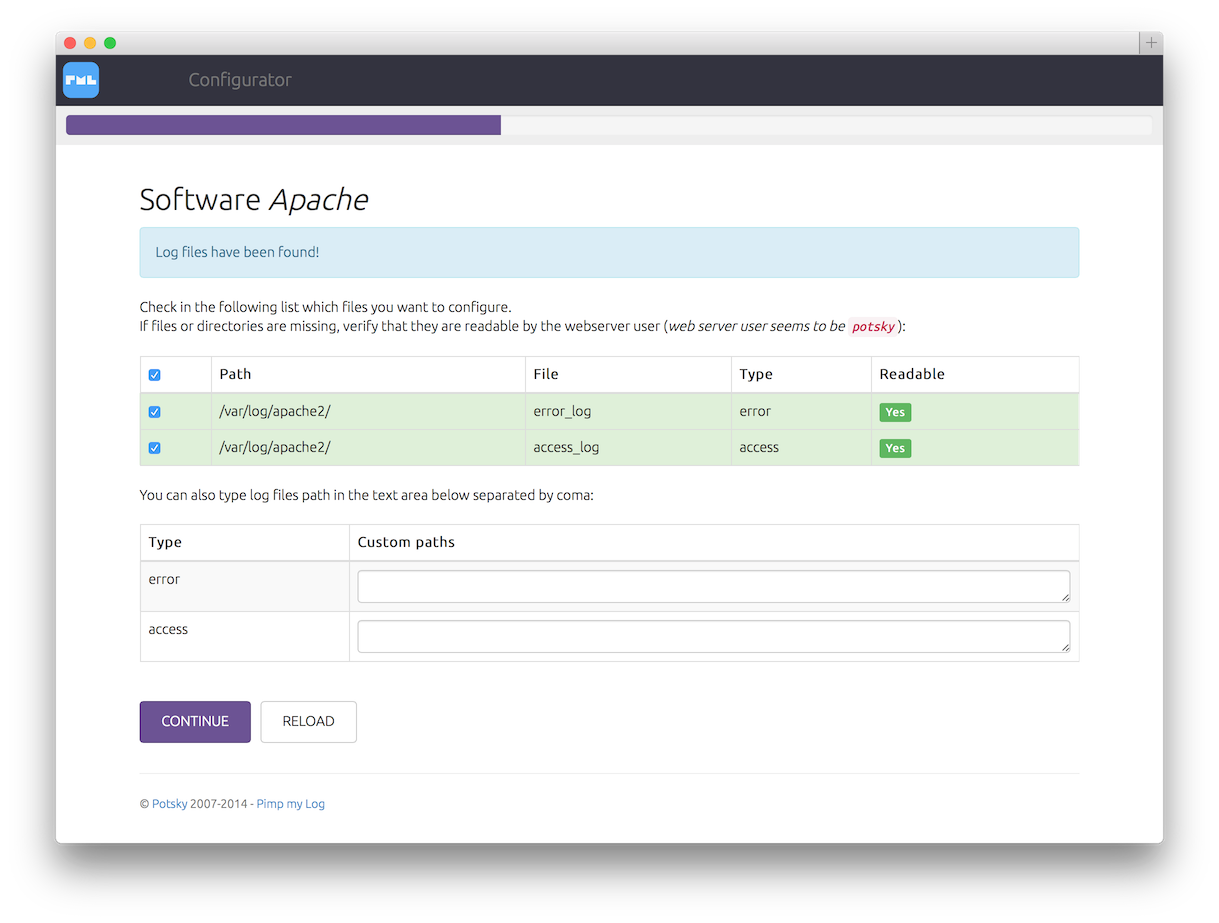 PML
Configurator
Software Apache
Log files have been found!
Check in the following list which files you want to configure.
If files or directories are missing, verify that they are readable by the webserver user (web server user seems to be potsky):
Path File Type Readable
/var/log/apache2/ error_log error Yes
/var/log/apache2/ access_log access Yes
You can also type log files path in the text area below separated by coma:
Type Custom paths
error
access
CONTINUE RELOAD
© Potsky 2007-2014 - Pimp my Log